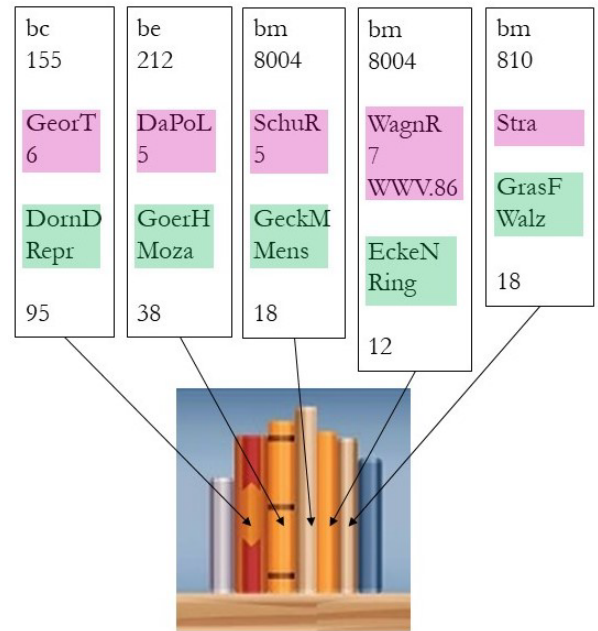 bc
155
GeorT
6
DornD
Repr
95
be
212
DaPoL
5
GoerH
Moza
38
bm
8004
SchuR
5
GeckM
Mens
18
bm
8004
WagnR
7
WWV.86
EckeN
Ring
12
bm
810
Stra
GrasF
Walz
18